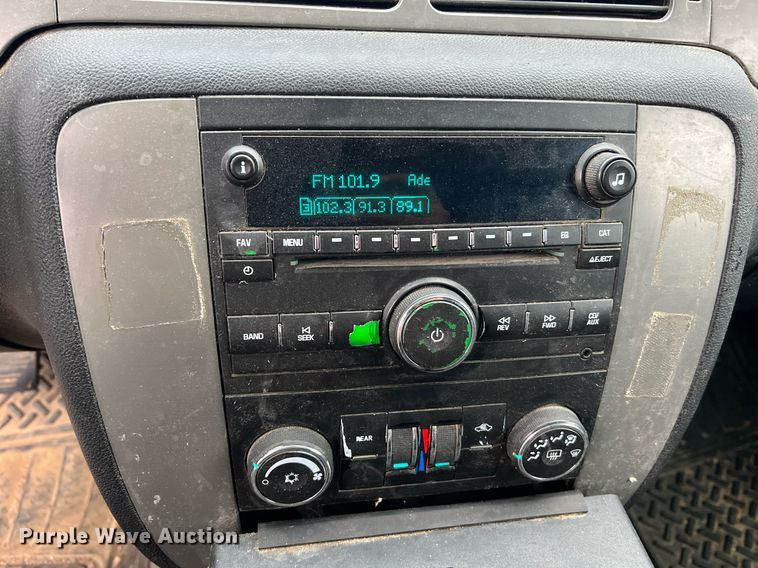 i
FM 101.9 Ade
3 102.3 91.3 89.1
FAV MENU EQ CAT
EJECT
BAND SEEK REV FWD CD/AUX
REAR
Purple Wave Auction®